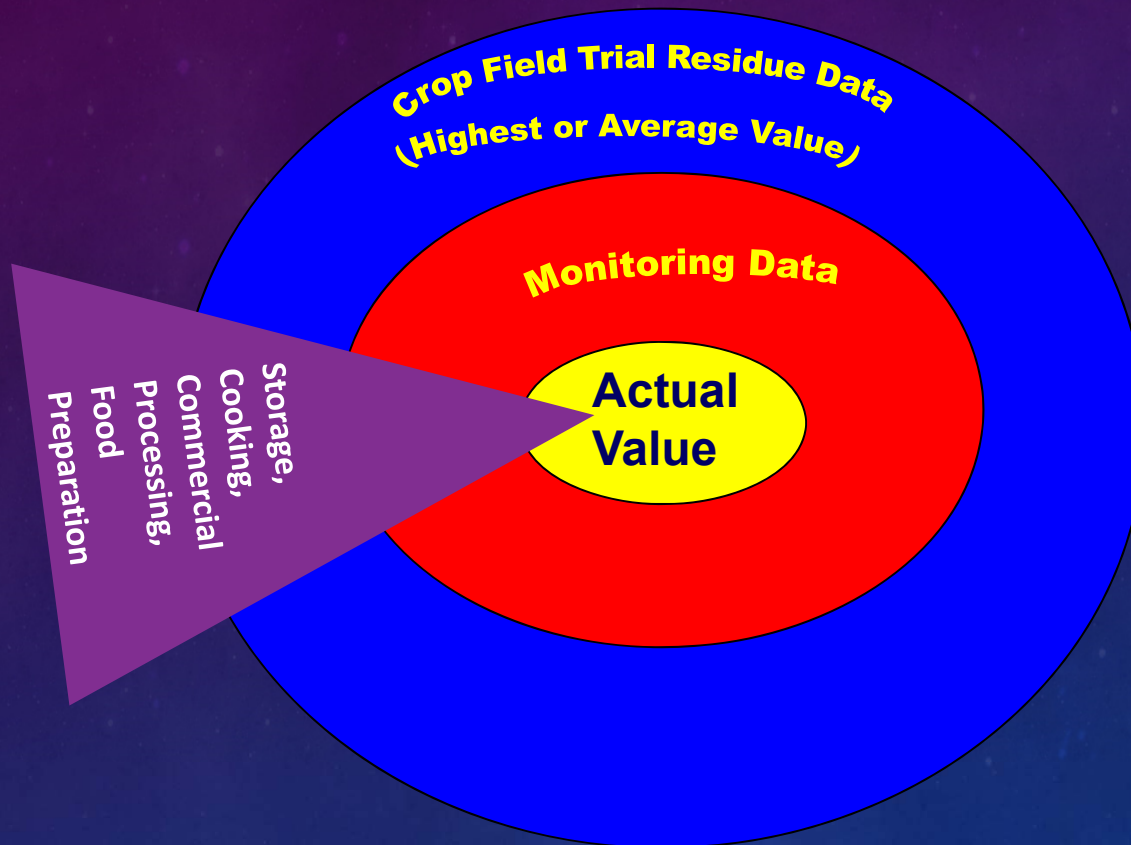 Crop Field Trial Residue Data
(Highest or Average Value)
Monitoring Data
Actual
Value
Storage,
Cooking,
Commercial
Processing,
Food
Preparation